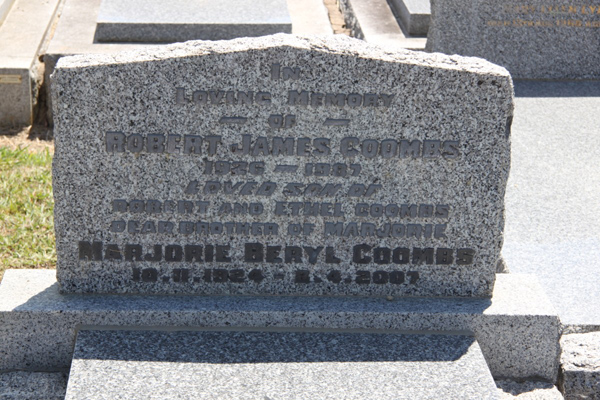 In
Loving Memory
— of —
Robert James Coombs
Loved son of
Robert and Ethel Coombs
Dear brother of Marjorie
Marjorie Beryl Coombs